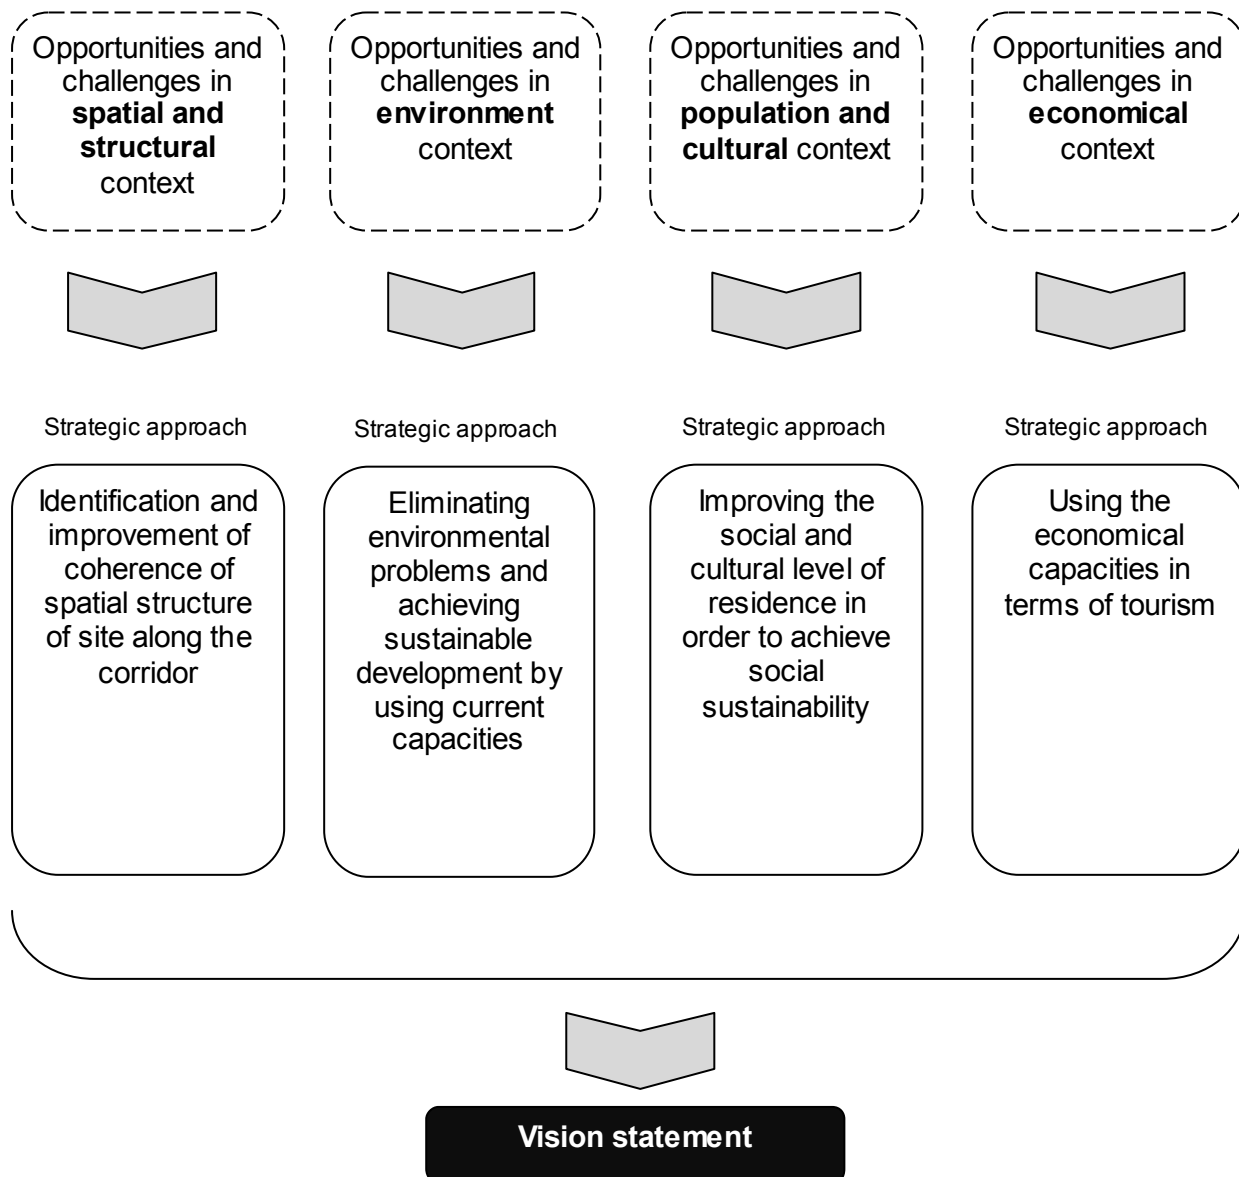 Opportunities and
challenges in
spatial and
structural
context
Opportunities and
challenges in
environment
context
Opportunities and
challenges in
population and
cultural context
Opportunities and
challenges in
economical
context
Strategic approach
Identification and
improvement of
coherence of
spatial structure
of site along the
corridor
Strategic approach
Eliminating
environmental
problems and
achieving
sustainable
development by
using current
capacities
Strategic approach
Improving the
social and
cultural level of
residence in
order to achieve
social
sustainability
Strategic approach
Using the
economical
capacities in
terms of tourism
Vision statement